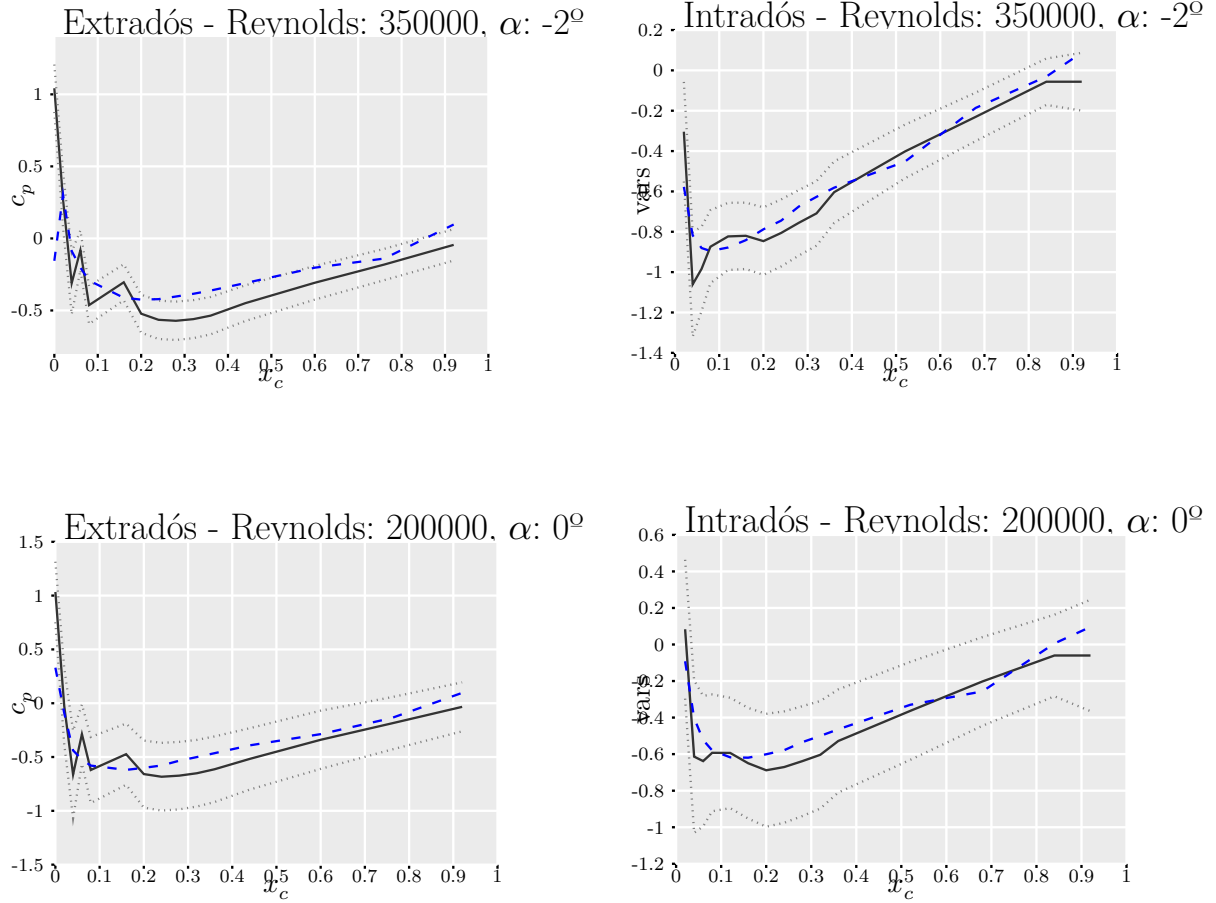 Extradós - Reynolds: 350000, α: -2º
1
0.5
0
-0.5
c_p
0 0.1 0.2 0.3 0.4 0.5 0.6 0.7 0.8 0.9 1
x_c
Intradós - Reynolds: 350000, α: -2º
0.2
0
-0.2
-0.4
-0.6
-0.8
-1
-1.2
-1.4
vars
0 0.1 0.2 0.3 0.4 0.5 0.6 0.7 0.8 0.9 1
x_c
Extradós - Reynolds: 200000, α: 0º
1.5
1
0.5
0
-0.5
-1
-1.5
c_p
0 0.1 0.2 0.3 0.4 0.5 0.6 0.7 0.8 0.9 1
x_c
Intradós - Reynolds: 200000, α: 0º
0.6
0.4
0.2
0
-0.2
-0.4
-0.6
-0.8
-1
-1.2
vars
0 0.1 0.2 0.3 0.4 0.5 0.6 0.7 0.8 0.9 1
x_c